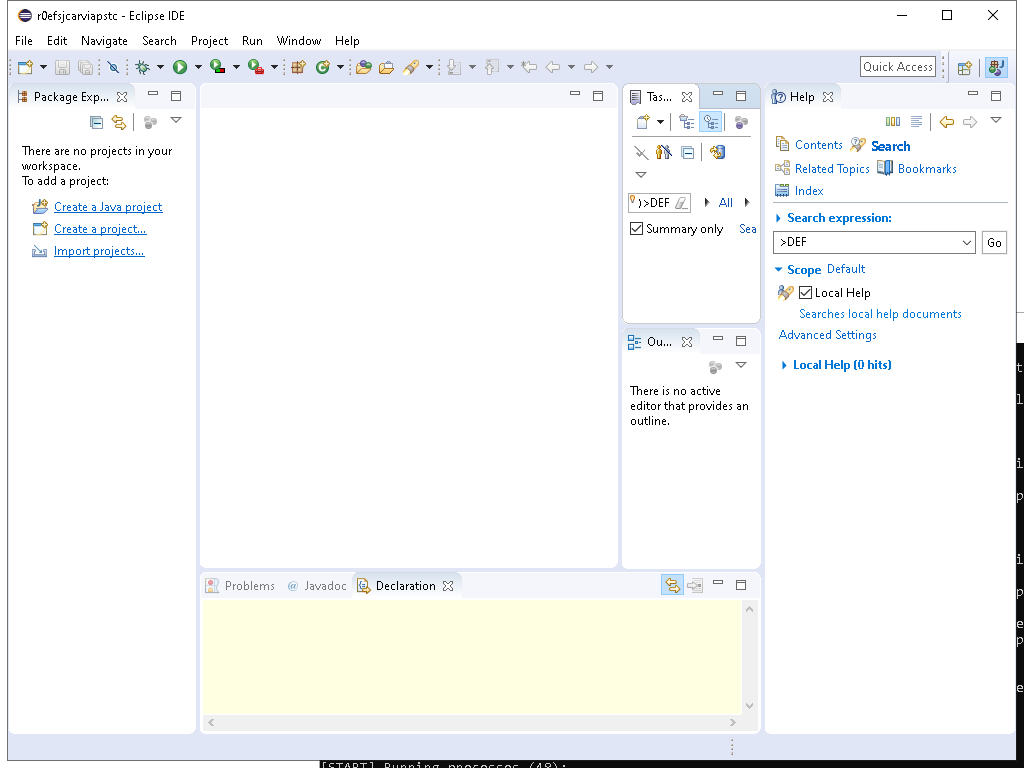 r0efsjcarviapstc - Eclipse IDE
File Edit Navigate Search Project Run Window Help
Quick Access
Package Exp...
There are no projects in your
workspace.
To add a project:
Create a Java project
Create a project...
Import projects...
Tas...
)>DEF All
Summary only Sea
Ou...
There is no active
editor that provides an
outline.
Help
Contents Search
Related Topics Bookmarks
Index
Search expression:
>DEF Go
Scope Default
Local Help
Searches local help documents
Advanced Settings
Local Help (0 hits)
Problems @ Javadoc Declaration
[START] Running processes (48):